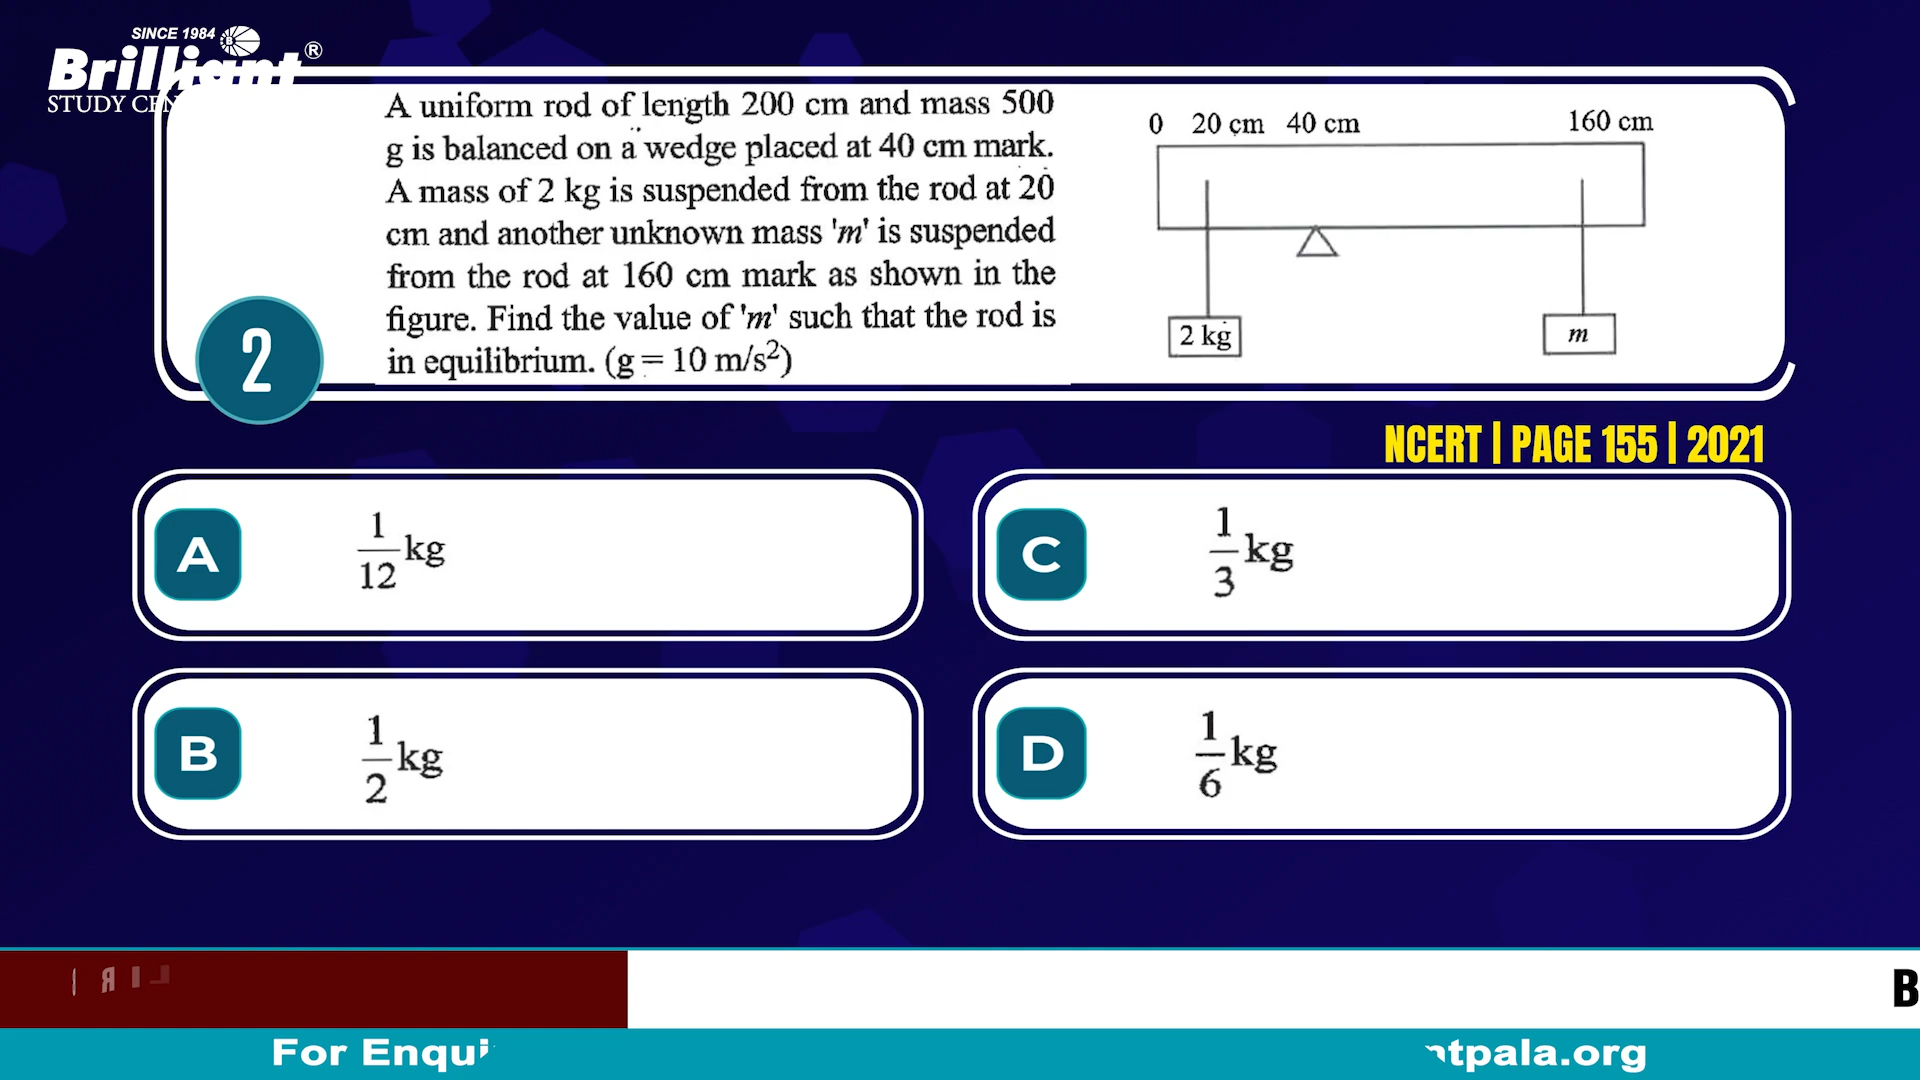 SINCE 1984
Brilliant®
STUDY CEN
A uniform rod of length 200 cm and mass 500
g is balanced on a wedge placed at 40 cm mark.
A mass of 2 kg is suspended from the rod at 20
cm and another unknown mass 'm' is suspended
from the rod at 160 cm mark as shown in the
figure. Find the value of 'm' such that the rod is
in equilibrium. (g = 10 m/s²)
0 20 cm 40 cm 160 cm
2 kg
m
2
NCERT | PAGE 155 | 2021
A 1/12 kg
B 1/2 kg
C 1/3 kg
D 1/6 kg
B
For Enqui
ntpala.org